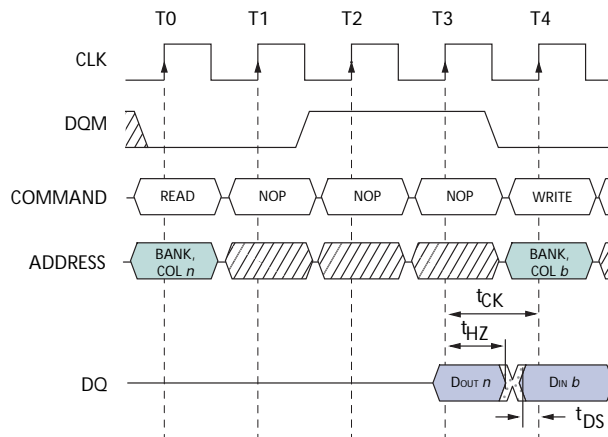 T0 T1 T2 T3 T4
CLK
DQM
COMMAND READ NOP NOP NOP WRITE
ADDRESS BANK, COL n BANK, COL b
tCK
tHZ
DQ DOUT n DIN b
tDS